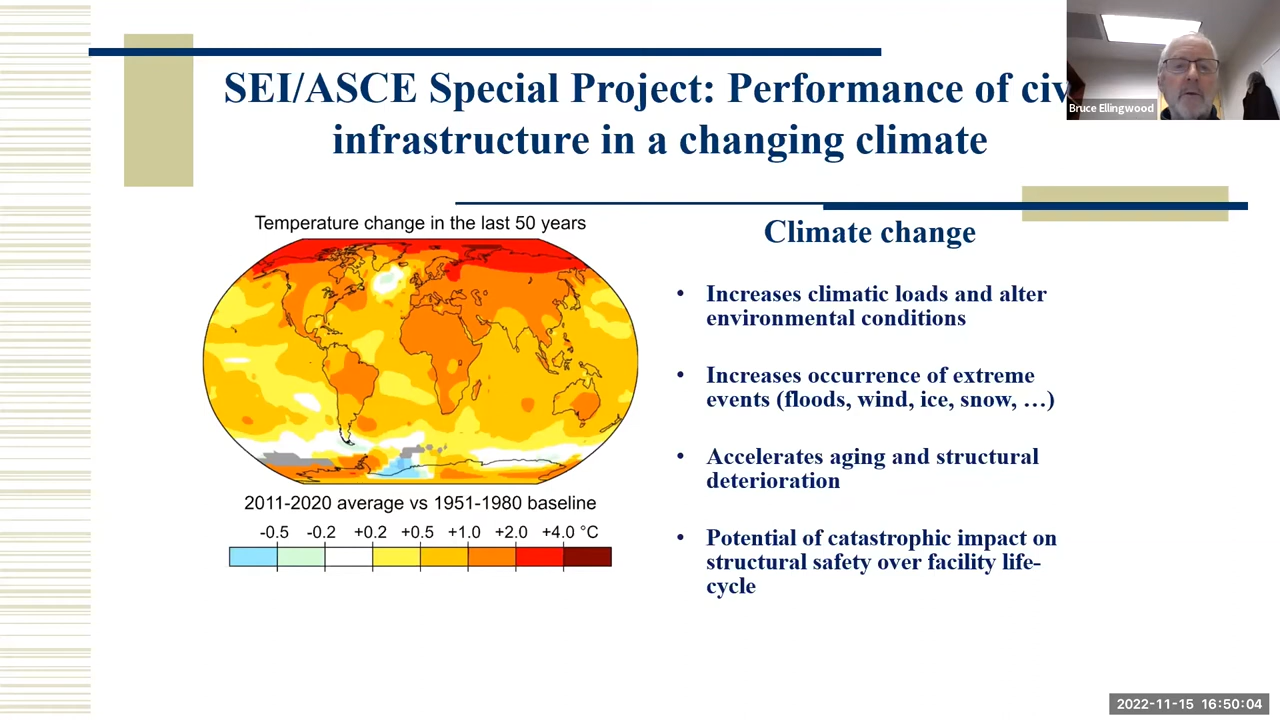 SEI/ASCE Special Project: Performance of civ
infrastructure in a changing climate
Bruce Ellingwood
Temperature change in the last 50 years
2011-2020 average vs 1951-1980 baseline
-0.5 -0.2 +0.2 +0.5 +1.0 +2.0 +4.0 °C
Climate change
• Increases climatic loads and alter
environmental conditions
• Increases occurrence of extreme
events (floods, wind, ice, snow, …)
• Accelerates aging and structural
deterioration
• Potential of catastrophic impact on
structural safety over facility life-
cycle
2022-11-15 16:50:04